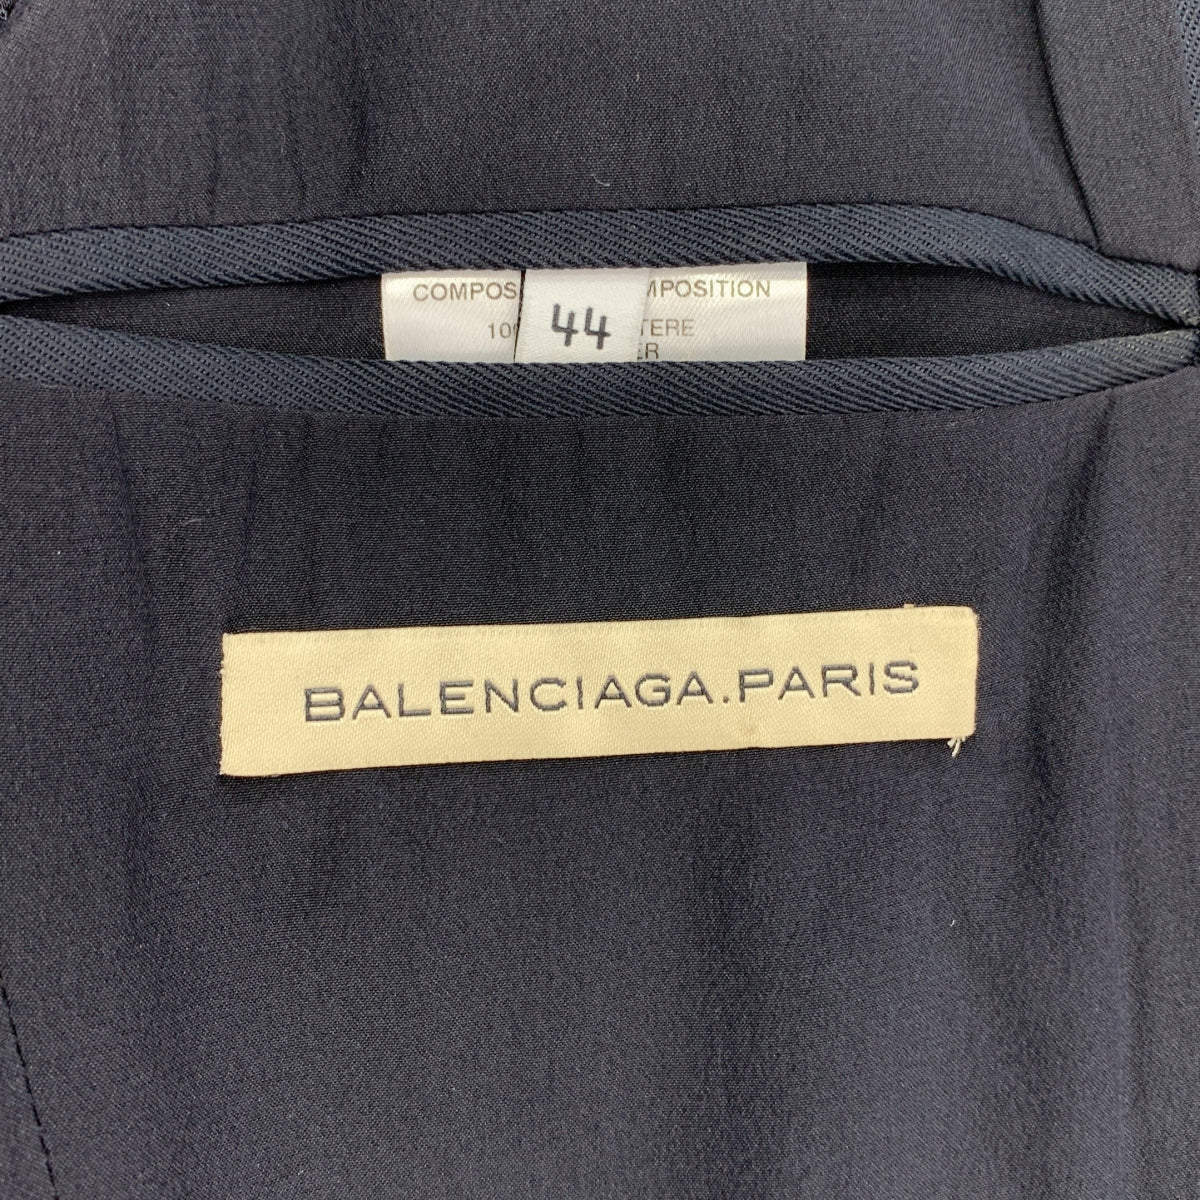 COMPOS
MPOSITION
10
44
TERE
ER
BALENCIAGA.PARIS